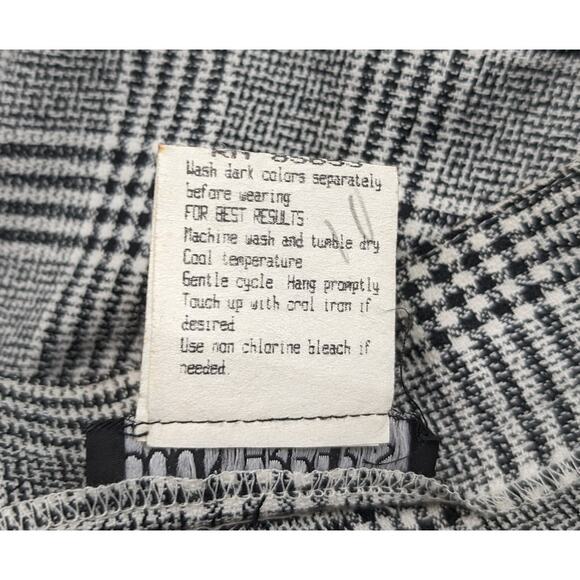 Wash dark colors separately
before wearing
FOR BEST RESULTS
Machine wash and tumble dry
Cool temperature
Gentle cycle Hang promptly
Touch up with cool iron if
desired
Use non chlorine bleach if
needed.